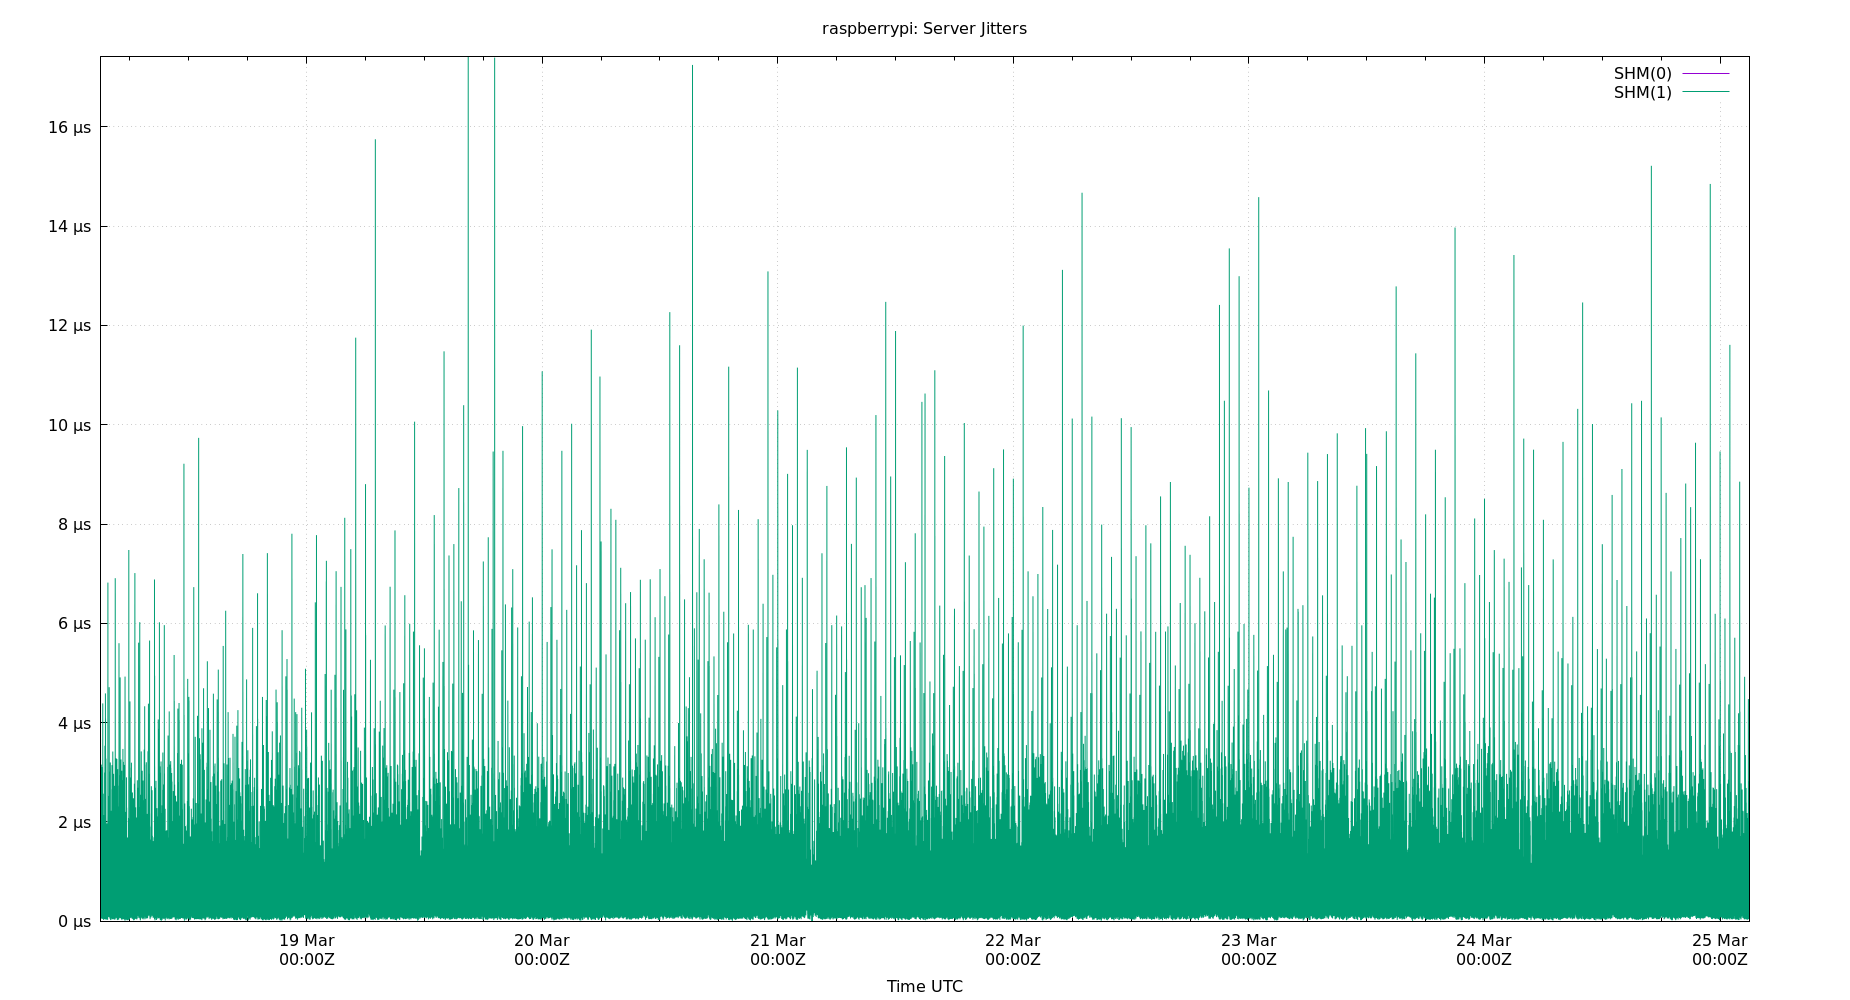 raspberrypi: Server Jitters
SHM(0)
SHM(1)
16 µs
14 µs
12 µs
10 µs
8 µs
6 µs
4 µs
2 µs
0 µs
19 Mar 20 Mar 21 Mar 22 Mar 23 Mar 24 Mar 25 Mar
00:00Z 00:00Z 00:00Z 00:00Z 00:00Z 00:00Z 00:00Z
Time UTC